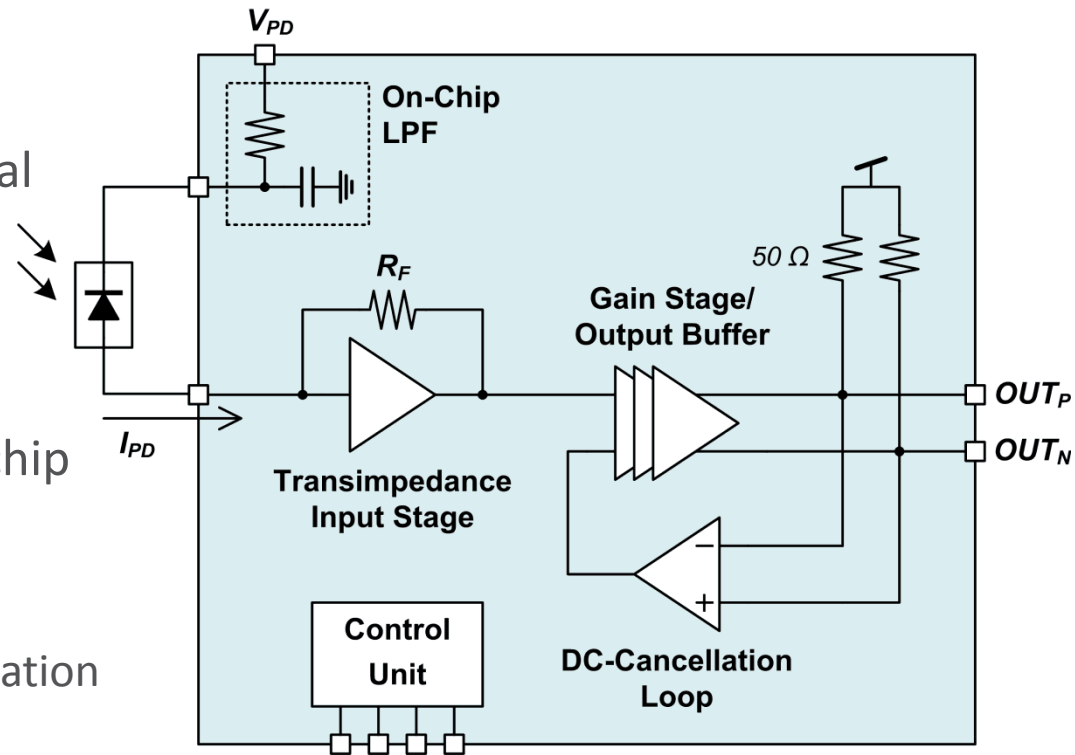 V_PD
On-Chip
LPF
al
R_F
50 Ω
Gain Stage/
Output Buffer
OUT_P
I_PD
OUT_N
chip
Transimpedance
Input Stage
−
+
Control
Unit
DC-Cancellation
Loop
ation